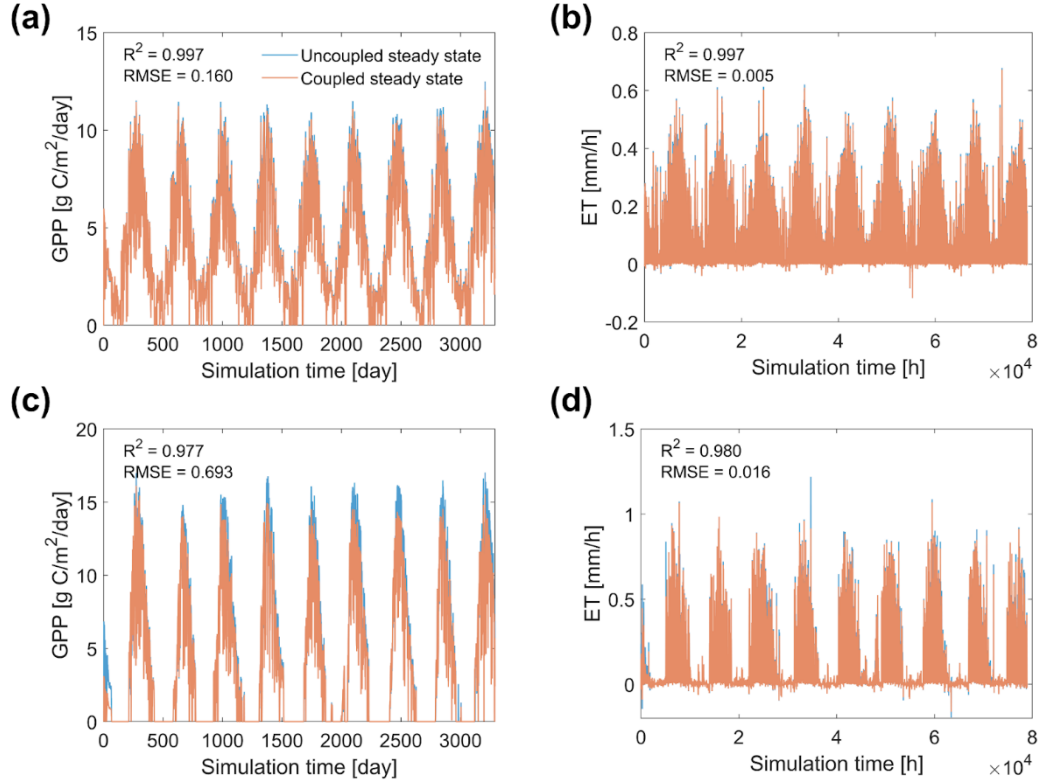 (a)
15
10
5
0
GPP [g C/m²/day]
R² = 0.997
RMSE = 0.160
Uncoupled steady state
Coupled steady state
0 500 1000 1500 2000 2500 3000
Simulation time [day]
(b)
0.8
0.6
0.4
0.2
0
-0.2
ET [mm/h]
R² = 0.997
RMSE = 0.005
0 2 4 6 8
Simulation time [h]
×10⁴
(c)
20
15
10
5
0
GPP [g C/m²/day]
R² = 0.977
RMSE = 0.693
0 500 1000 1500 2000 2500 3000
Simulation time [day]
(d)
1.5
1
0.5
0
ET [mm/h]
R² = 0.980
RMSE = 0.016
0 2 4 6 8
Simulation time [h]
×10⁴